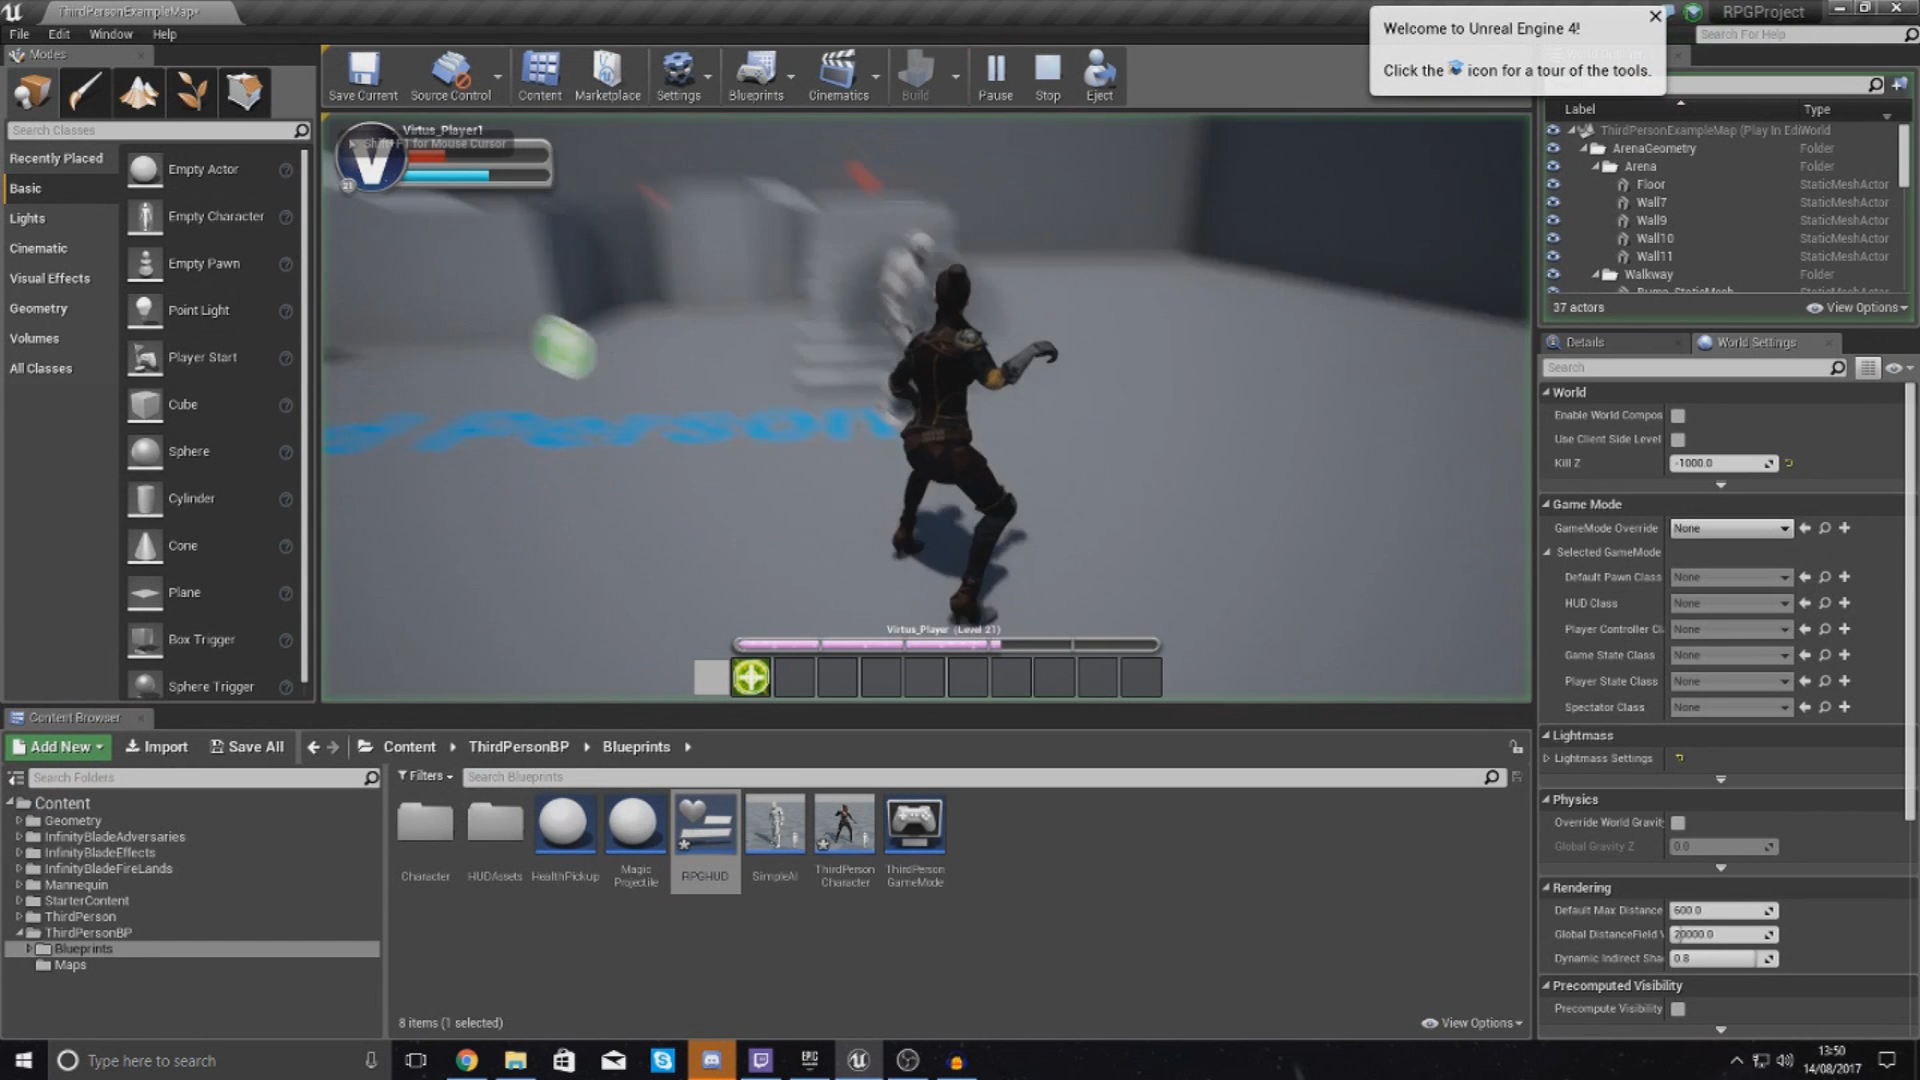 ThirdPersonExampleMap*
RPGProject
File Edit Window Help
Search For Help
Welcome to Unreal Engine 4!
Click the icon for a tour of the tools.
Modes
Save Current Source Control Content Marketplace Settings Blueprints Cinematics Build Pause Stop Eject
Search Classes
Recently Placed
Basic
Lights
Cinematic
Visual Effects
Geometry
Volumes
All Classes
Empty Actor
Empty Character
Empty Pawn
Point Light
Player Start
Cube
Sphere
Cylinder
Cone
Plane
Box Trigger
Sphere Trigger
Virtus_Player1
Shift+F1 for Mouse Cursor
V
21
Person
Virtus_Player (Level 21)
Label Type
ThirdPersonExampleMap (Play In Edi World
ArenaGeometry Folder
Arena Folder
Floor StaticMeshActor
Wall7 StaticMeshActor
Wall9 StaticMeshActor
Wall10 StaticMeshActor
Wall11 StaticMeshActor
Walkway Folder
37 actors View Options
Details World Settings
Search
World
Enable World Compos
Use Client Side Level
Kill Z -1000.0
Game Mode
GameMode Override None
Selected GameMode
Default Pawn Class None
HUD Class None
Player Controller Cl None
Game State Class None
Player State Class None
Spectator Class None
Lightmass
Lightmass Settings
Physics
Override World Gravit
Global Gravity Z 0.0
Rendering
Default Max Distance 600.0
Global DistanceField V 20000.0
Dynamic Indirect Sha 0.8
Precomputed Visibility
Precompute Visibility
Content Browser
Add New Import Save All Content ThirdPersonBP Blueprints
Search Folders
Filters Search Blueprints
Content
Geometry
InfinityBladeAdversaries
InfinityBladeEffects
InfinityBladeFireLands
Mannequin
StarterContent
ThirdPerson
ThirdPersonBP
Blueprints
Maps
Character
HUDAssets
HealthPickup
Magic Projectile
RPGHUD
SimpleAI
ThirdPerson Character
ThirdPerson GameMode
8 items (1 selected)
View Options
Type here to search
EPIC
13:50
14/08/2017